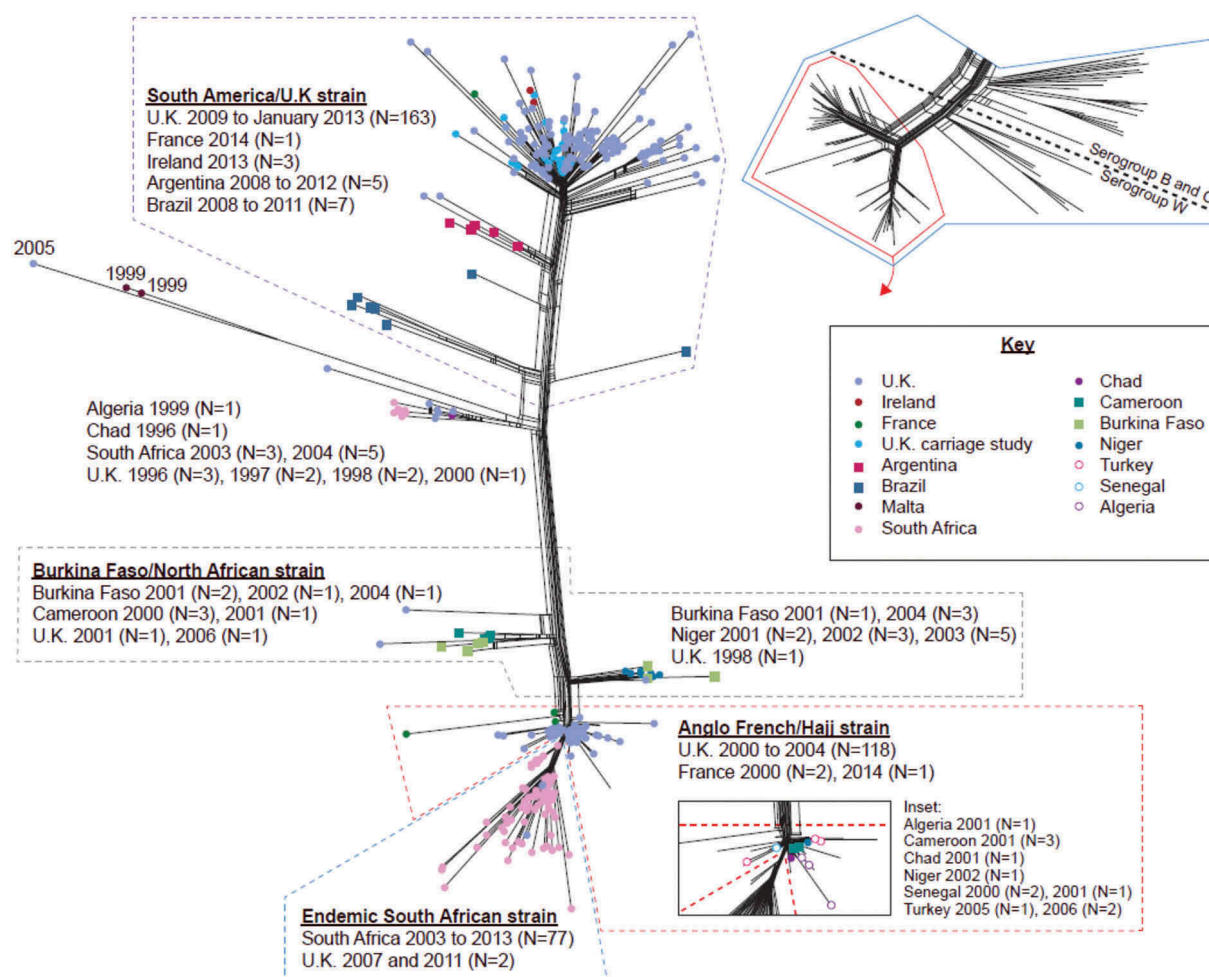 South America/U.K strain
U.K. 2009 to January 2013 (N=163)
France 2014 (N=1)
Ireland 2013 (N=3)
Argentina 2008 to 2012 (N=5)
Brazil 2008 to 2011 (N=7)
Serogroup B and C
Serogroup W
2005
1999
1999
Algeria 1999 (N=1)
Chad 1996 (N=1)
South Africa 2003 (N=3), 2004 (N=5)
U.K. 1996 (N=3), 1997 (N=2), 1998 (N=2), 2000 (N=1)
Key
U.K.
Ireland
France
U.K. carriage study
Argentina
Brazil
Malta
South Africa
Chad
Cameroon
Burkina Faso
Niger
Turkey
Senegal
Algeria
Burkina Faso/North African strain
Burkina Faso 2001 (N=2), 2002 (N=1), 2004 (N=1)
Cameroon 2000 (N=3), 2001 (N=1)
U.K. 2001 (N=1), 2006 (N=1)
Burkina Faso 2001 (N=1), 2004 (N=3)
Niger 2001 (N=2), 2002 (N=3), 2003 (N=5)
U.K. 1998 (N=1)
Anglo French/Hajj strain
U.K. 2000 to 2004 (N=118)
France 2000 (N=2), 2014 (N=1)
Inset:
Algeria 2001 (N=1)
Cameroon 2001 (N=3)
Chad 2001 (N=1)
Niger 2002 (N=1)
Senegal 2000 (N=2), 2001 (N=1)
Turkey 2005 (N=1), 2006 (N=2)
Endemic South African strain
South Africa 2003 to 2013 (N=77)
U.K. 2007 and 2011 (N=2)